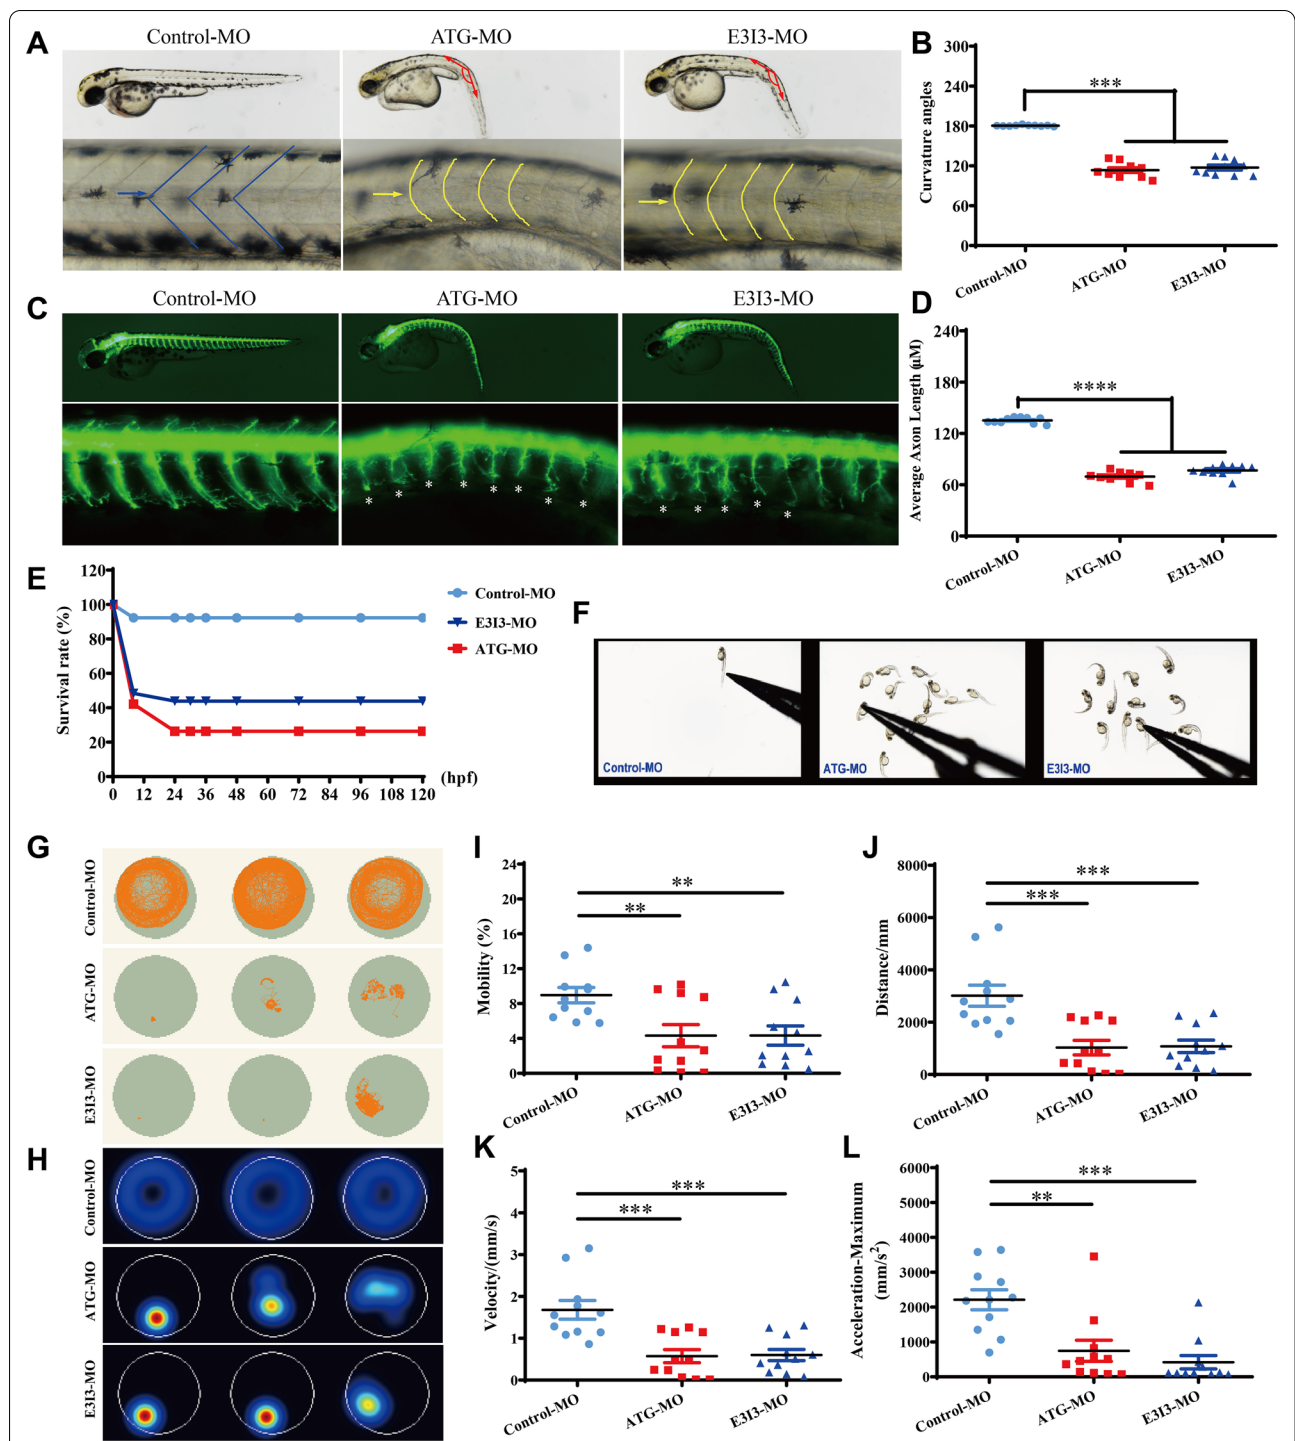 A
Control-MO
ATG-MO
E3I3-MO
B
Curvature angles
300
240
180
120
60
0
***
Control-MO
ATG-MO
E3I3-MO
C
Control-MO
ATG-MO
E3I3-MO
* * * * * * * *
* * * * *
D
Average Axon Length (μM)
240
180
120
60
0
****
Control-MO
ATG-MO
E3I3-MO
E
Survival rate (%)
120
100
80
60
40
20
0
0 12 24 36 48 60 72 84 96 108 120
(hpf)
Control-MO
E3I3-MO
ATG-MO
F
Control-MO
ATG-MO
E3I3-MO
G
Control-MO
ATG-MO
E3I3-MO
H
Control-MO
ATG-MO
E3I3-MO
I
Mobility (%)
24
20
16
12
8
4
0
**
**
Control-MO
ATG-MO
E3I3-MO
J
Distance/mm
8000
6000
4000
2000
0
***
***
Control-MO
ATG-MO
E3I3-MO
K
Velocity/(mm/s)
5
4
3
2
1
0
***
***
Control-MO
ATG-MO
E3I3-MO
L
Acceleration-Maximum
(mm/s²)
6000
5000
4000
3000
2000
1000
0
***
**
Control-MO
ATG-MO
E3I3-MO